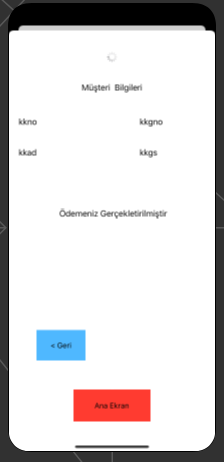 Müşteri Bilgileri
kkno kkgno
kkad kkgs
Ödemeniz Gerçekletirilmiştir
< Geri
Ana Ekran